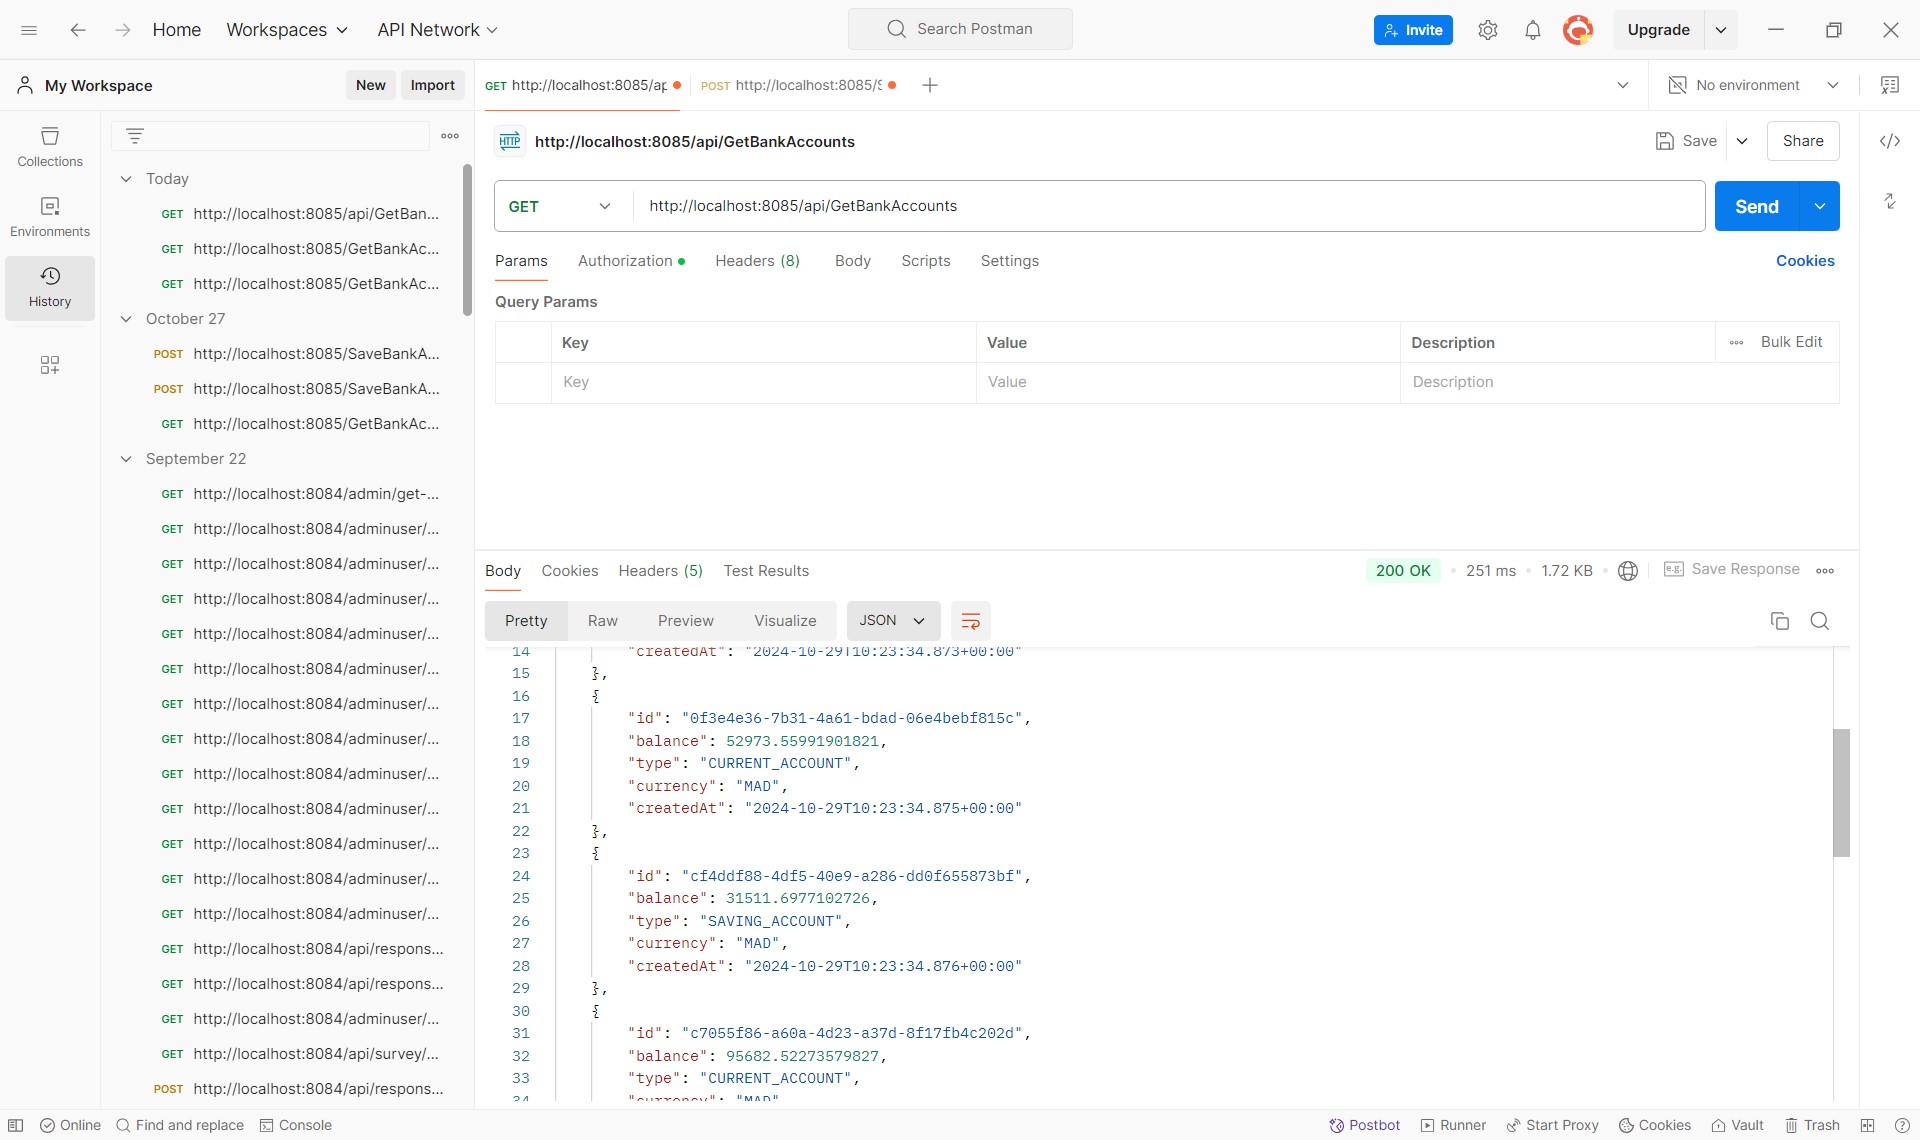 Home
Workspaces
API Network
Search Postman
Invite
Upgrade
My Workspace
New
Import
GET http://localhost:8085/ap
POST http://localhost:8085/S
No environment
Collections
Environments
History
Today
GET http://localhost:8085/api/GetBan...
GET http://localhost:8085/GetBankAc...
GET http://localhost:8085/GetBankAc...
October 27
POST http://localhost:8085/SaveBankA...
POST http://localhost:8085/SaveBankA...
GET http://localhost:8085/GetBankAc...
September 22
GET http://localhost:8084/admin/get-...
GET http://localhost:8084/adminuser/...
GET http://localhost:8084/adminuser/...
GET http://localhost:8084/adminuser/...
GET http://localhost:8084/adminuser/...
GET http://localhost:8084/adminuser/...
GET http://localhost:8084/adminuser/...
GET http://localhost:8084/adminuser/...
GET http://localhost:8084/adminuser/...
GET http://localhost:8084/adminuser/...
GET http://localhost:8084/adminuser/...
GET http://localhost:8084/adminuser/...
GET http://localhost:8084/adminuser/...
GET http://localhost:8084/api/respons...
GET http://localhost:8084/api/respons...
GET http://localhost:8084/adminuser/...
GET http://localhost:8084/api/survey/...
POST http://localhost:8084/api/respons...
HTTP http://localhost:8085/api/GetBankAccounts
Save
Share
GET
http://localhost:8085/api/GetBankAccounts
Send
Params
Authorization
Headers (8)
Body
Scripts
Settings
Cookies
Query Params
Key Value Description
Bulk Edit
Key Value Description
Body
Cookies
Headers (5)
Test Results
200 OK
251 ms
1.72 KB
e.g. Save Response
Pretty
Raw
Preview
Visualize
JSON
14 "createdAt": "2024-10-29T10:23:34.873+00:00"
15 },
16 {
17 "id": "0f3e4e36-7b31-4a61-bdad-06e4bebf815c",
18 "balance": 52973.55991901821,
19 "type": "CURRENT_ACCOUNT",
20 "currency": "MAD",
21 "createdAt": "2024-10-29T10:23:34.875+00:00"
22 },
23 {
24 "id": "cf4ddf88-4df5-40e9-a286-dd0f655873bf",
25 "balance": 31511.6977102726,
26 "type": "SAVING_ACCOUNT",
27 "currency": "MAD",
28 "createdAt": "2024-10-29T10:23:34.876+00:00"
29 },
30 {
31 "id": "c7055f86-a60a-4d23-a37d-8f17fb4c202d",
32 "balance": 95682.52273579827,
33 "type": "CURRENT_ACCOUNT",
34 "currency": "MAD"
Online
Find and replace
Console
Postbot
Runner
Start Proxy
Cookies
Vault
Trash